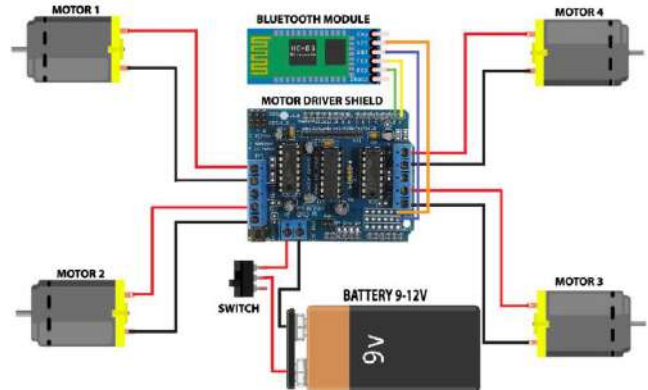 MOTOR 1
BLUETOOTH MODULE
MOTOR 4
HC-03
MOTOR DRIVER SHIELD
MOTOR 2
SWITCH
BATTERY 9-12V
9v
MOTOR 3